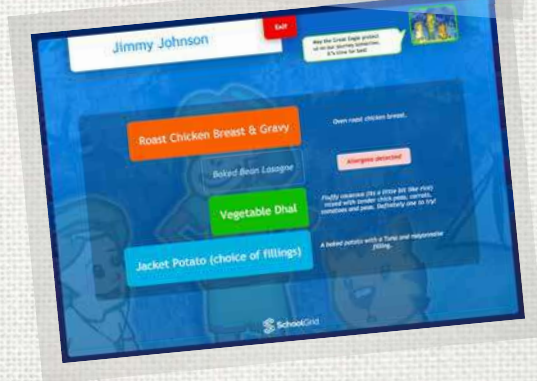 Jimmy Johnson
Exit
May the Great Eagle protect
us on our journey tomorrow.
It's time for bed!
Roast Chicken Breast & Gravy
Oven roast chicken breast.
Baked Bean Lasagne
Allergens detected
Vegetable Dhal
Fluffy couscous (its a little bit like rice)
mixed with tender chick peas, carrots,
tomatoes and peas. Definitely one to try!
Jacket Potato (choice of fillings)
A baked potato with a Tuna and mayonnaise
filling.
SchoolGrid